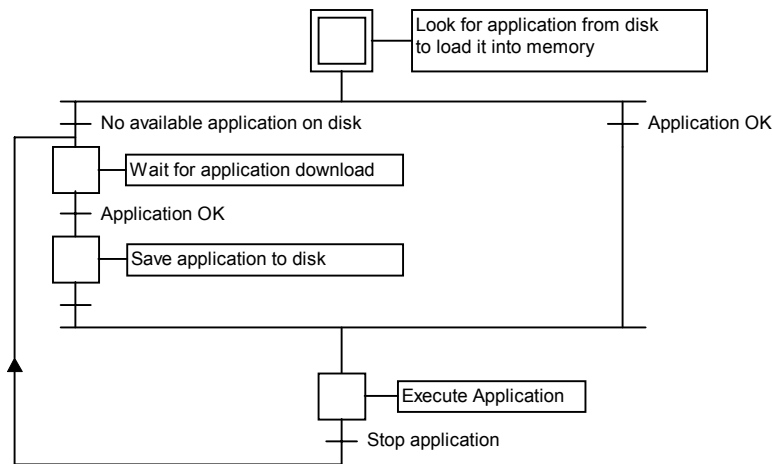 Look for application from disk
to load it into memory
No available application on disk
Application OK
Wait for application download
Application OK
Save application to disk
Execute Application
Stop application